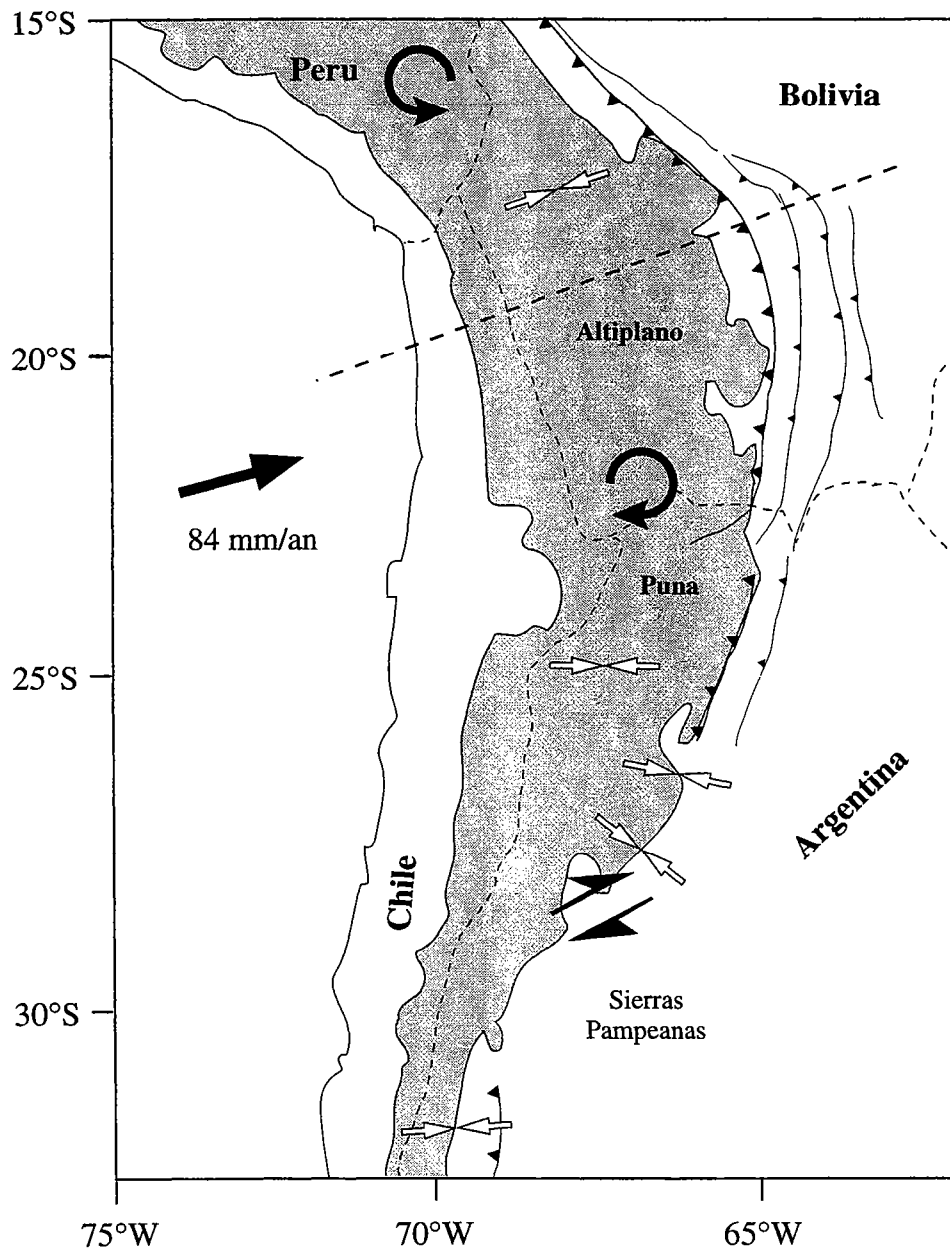 15°S
Peru
Bolivia
Altiplano
20°S
84 mm/an
Puna
25°S
Argentina
Chile
30°S
Sierras
Pampeanas
75°W
70°W
65°W